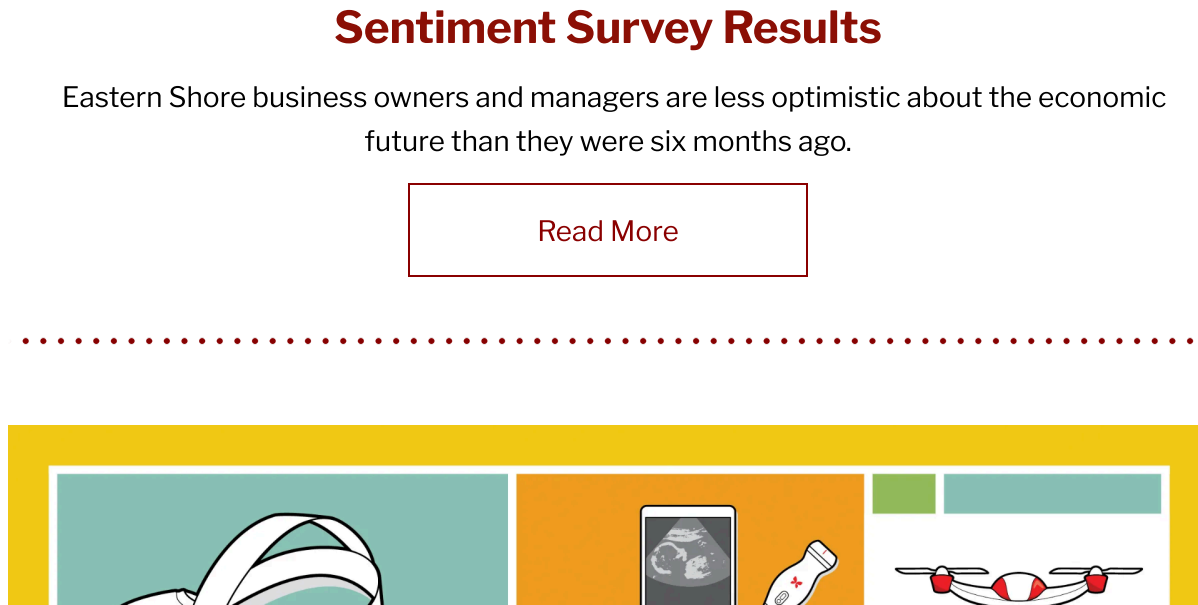 Sentiment Survey Results
Eastern Shore business owners and managers are less optimistic about the economic
future than they were six months ago.
Read More